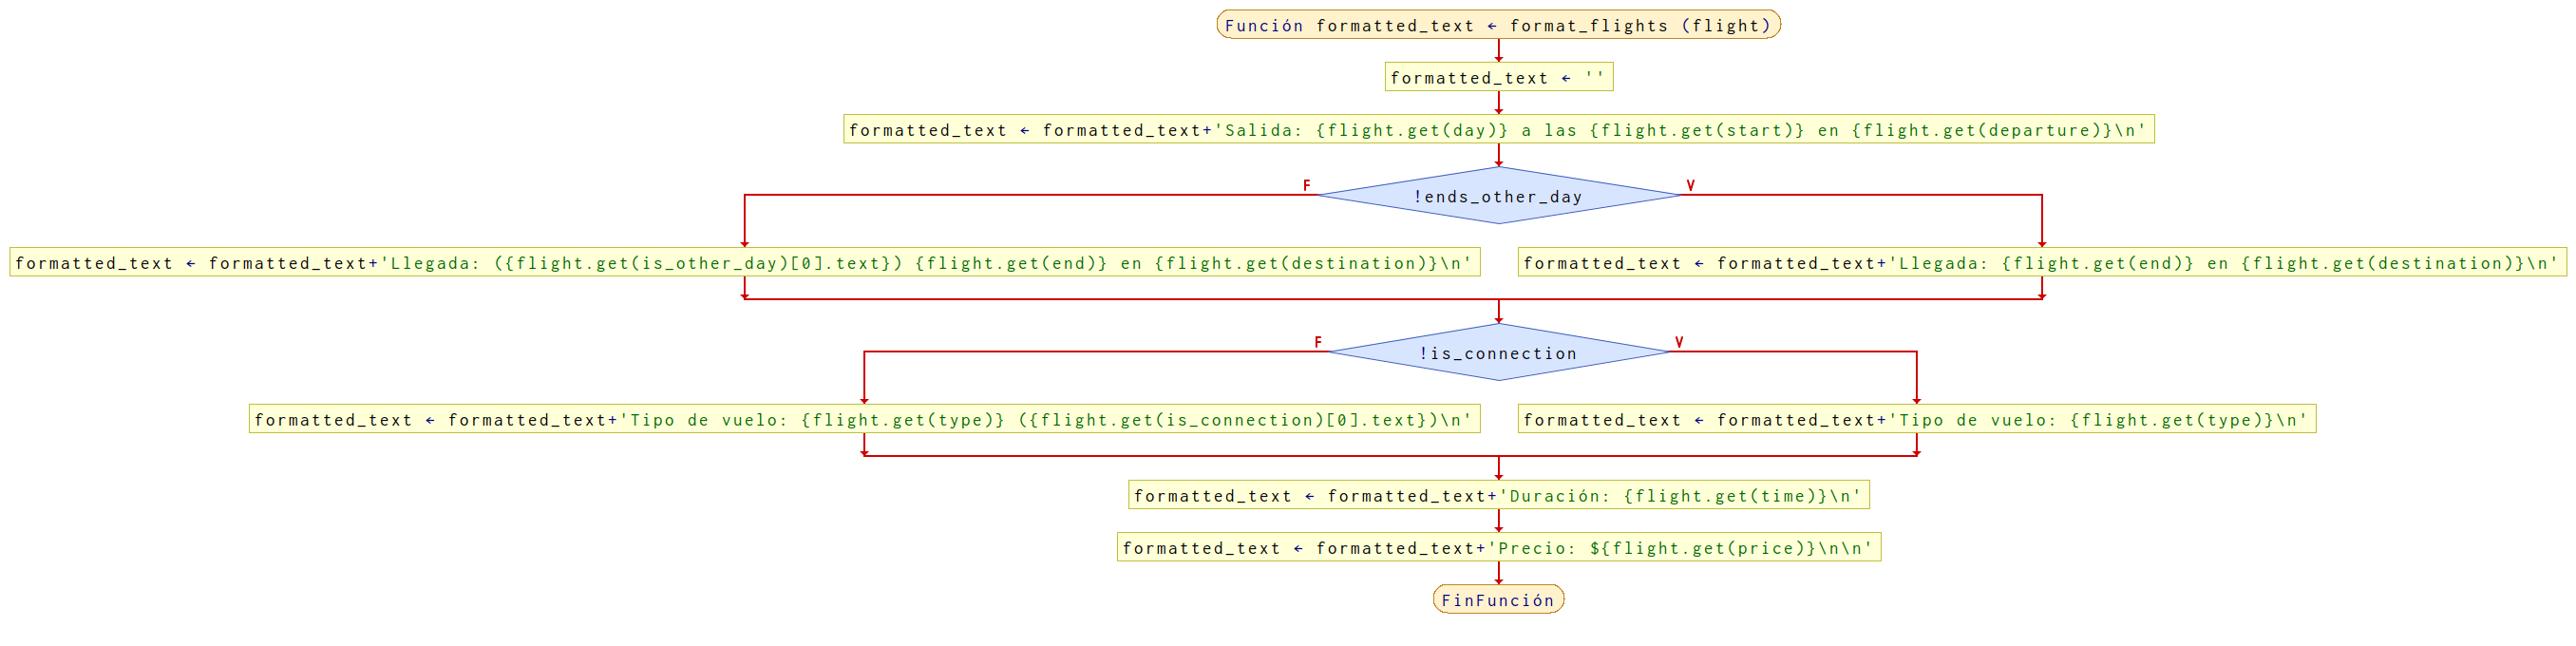 Función formatted_text ← format_flights (flight)
formatted_text ← ''
formatted_text ← formatted_text+'Salida: {flight.get(day)} a las {flight.get(start)} en {flight.get(departure)}\n'
F
V
!ends_other_day
formatted_text ← formatted_text+'Llegada: ({flight.get(is_other_day)[0].text}) {flight.get(end)} en {flight.get(destination)}\n'
formatted_text ← formatted_text+'Llegada: {flight.get(end)} en {flight.get(destination)}\n'
F
V
!is_connection
formatted_text ← formatted_text+'Tipo de vuelo: {flight.get(type)} ({flight.get(is_connection)[0].text})\n'
formatted_text ← formatted_text+'Tipo de vuelo: {flight.get(type)}\n'
formatted_text ← formatted_text+'Duración: {flight.get(time)}\n'
formatted_text ← formatted_text+'Precio: ${flight.get(price)}\n\n'
FinFunción